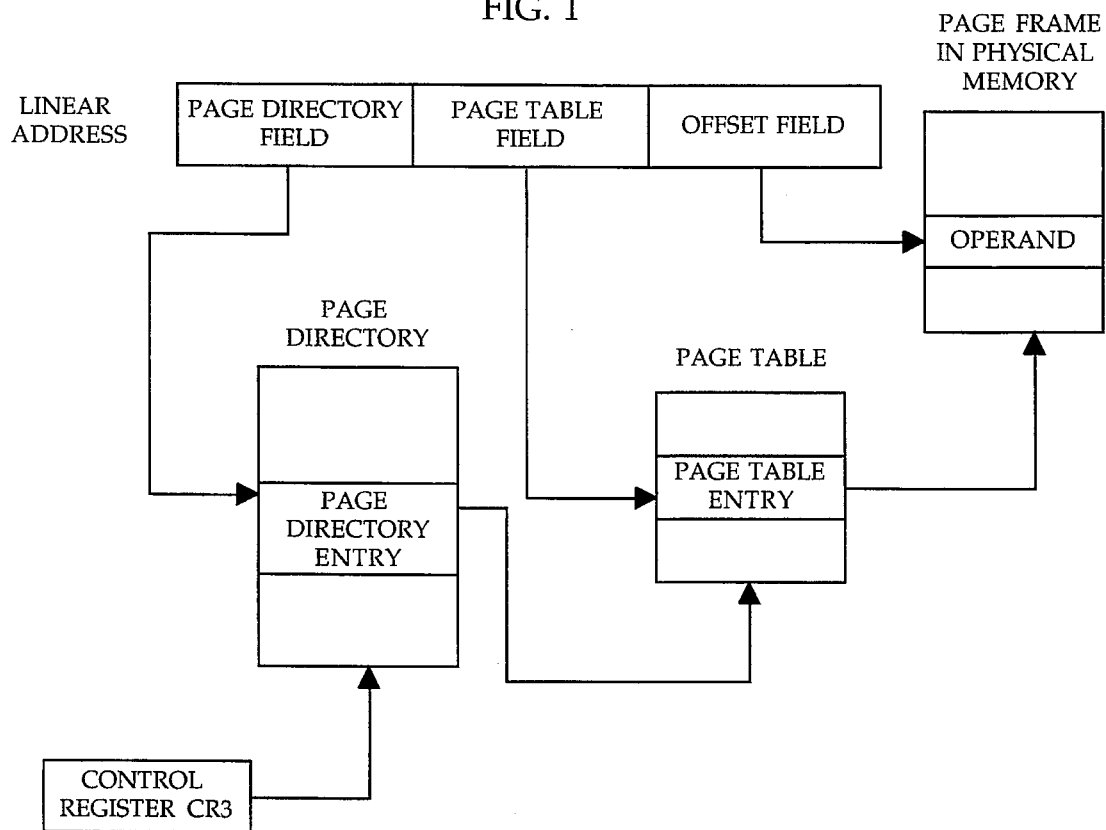 FIG. 1
PAGE FRAME
IN PHYSICAL
MEMORY
LINEAR
ADDRESS
PAGE DIRECTORY
FIELD
PAGE TABLE
FIELD
OFFSET FIELD
OPERAND
PAGE
DIRECTORY
PAGE TABLE
PAGE TABLE
ENTRY
PAGE
DIRECTORY
ENTRY
CONTROL
REGISTER CR3